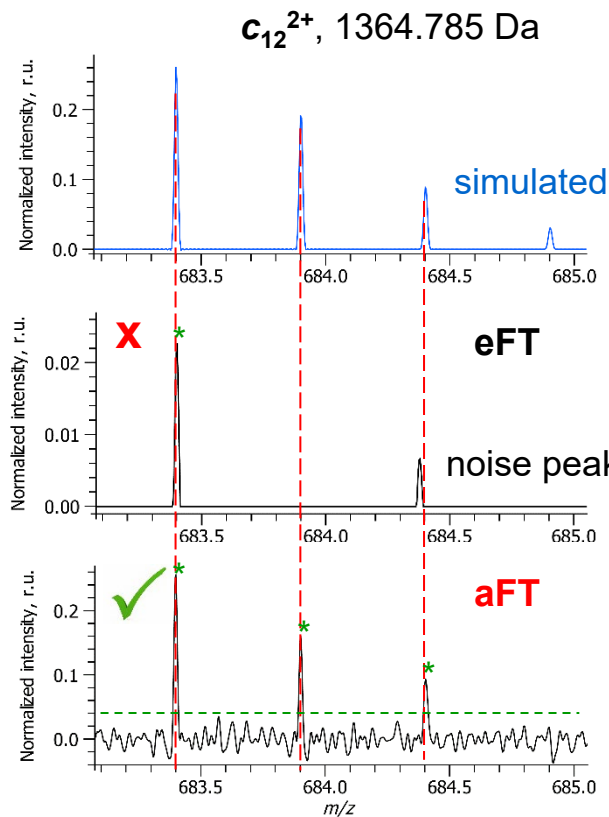 c12 2+, 1364.785 Da
Normalized intensity, r.u.
0.2
0.1
0.0
simulated
683.5 684.0 684.5 685.0
Normalized intensity, r.u.
0.02
0.01
0.00
X
*
eFT
noise peak
683.5 684.0 684.5 685.0
Normalized intensity, r.u.
0.2
0.1
0.0
*
*
*
aFT
683.5 684.0 684.5 685.0
m/z